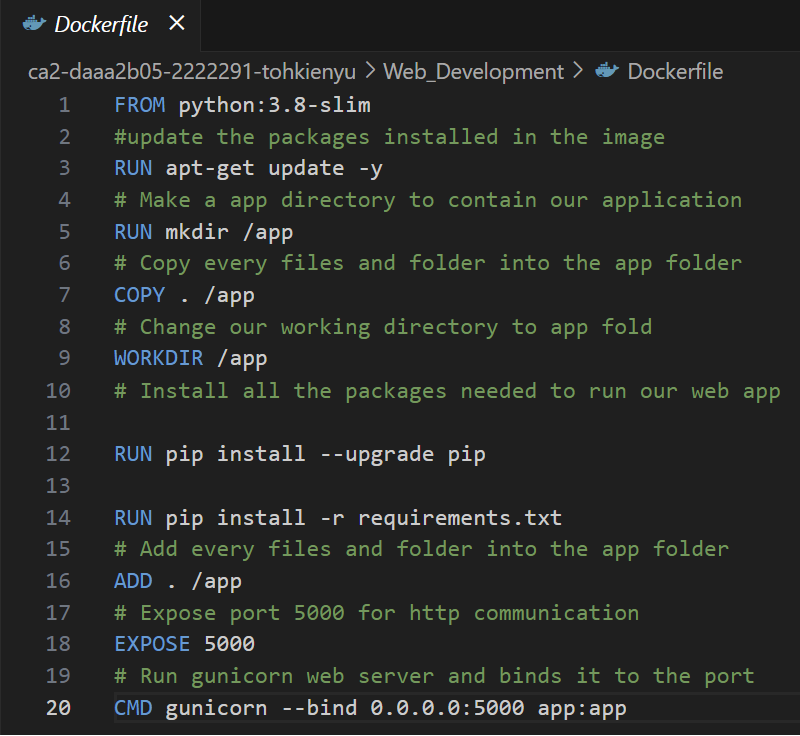 Dockerfile ×
ca2-daaa2b05-2222291-tohkienyu > Web_Development > Dockerfile
1 FROM python:3.8-slim
2 #update the packages installed in the image
3 RUN apt-get update -y
4 # Make a app directory to contain our application
5 RUN mkdir /app
6 # Copy every files and folder into the app folder
7 COPY . /app
8 # Change our working directory to app fold
9 WORKDIR /app
10 # Install all the packages needed to run our web app
11
12 RUN pip install --upgrade pip
13
14 RUN pip install -r requirements.txt
15 # Add every files and folder into the app folder
16 ADD . /app
17 # Expose port 5000 for http communication
18 EXPOSE 5000
19 # Run gunicorn web server and binds it to the port
20 CMD gunicorn --bind 0.0.0.0:5000 app:app